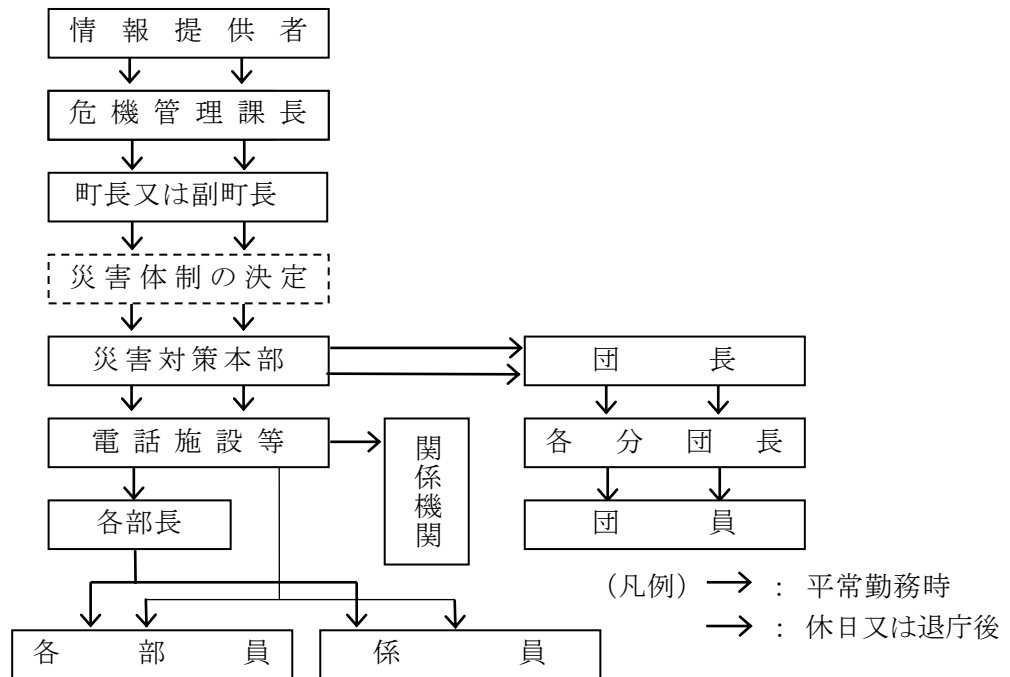 情報提供者
危機管理課長
町長又は副町長
災害体制の決定
災害対策本部
団長
電話施設等
関係機関
各分団長
各部長
団員
(凡例) → : 平常勤務時
→ : 休日又は退庁後
各部員
係員